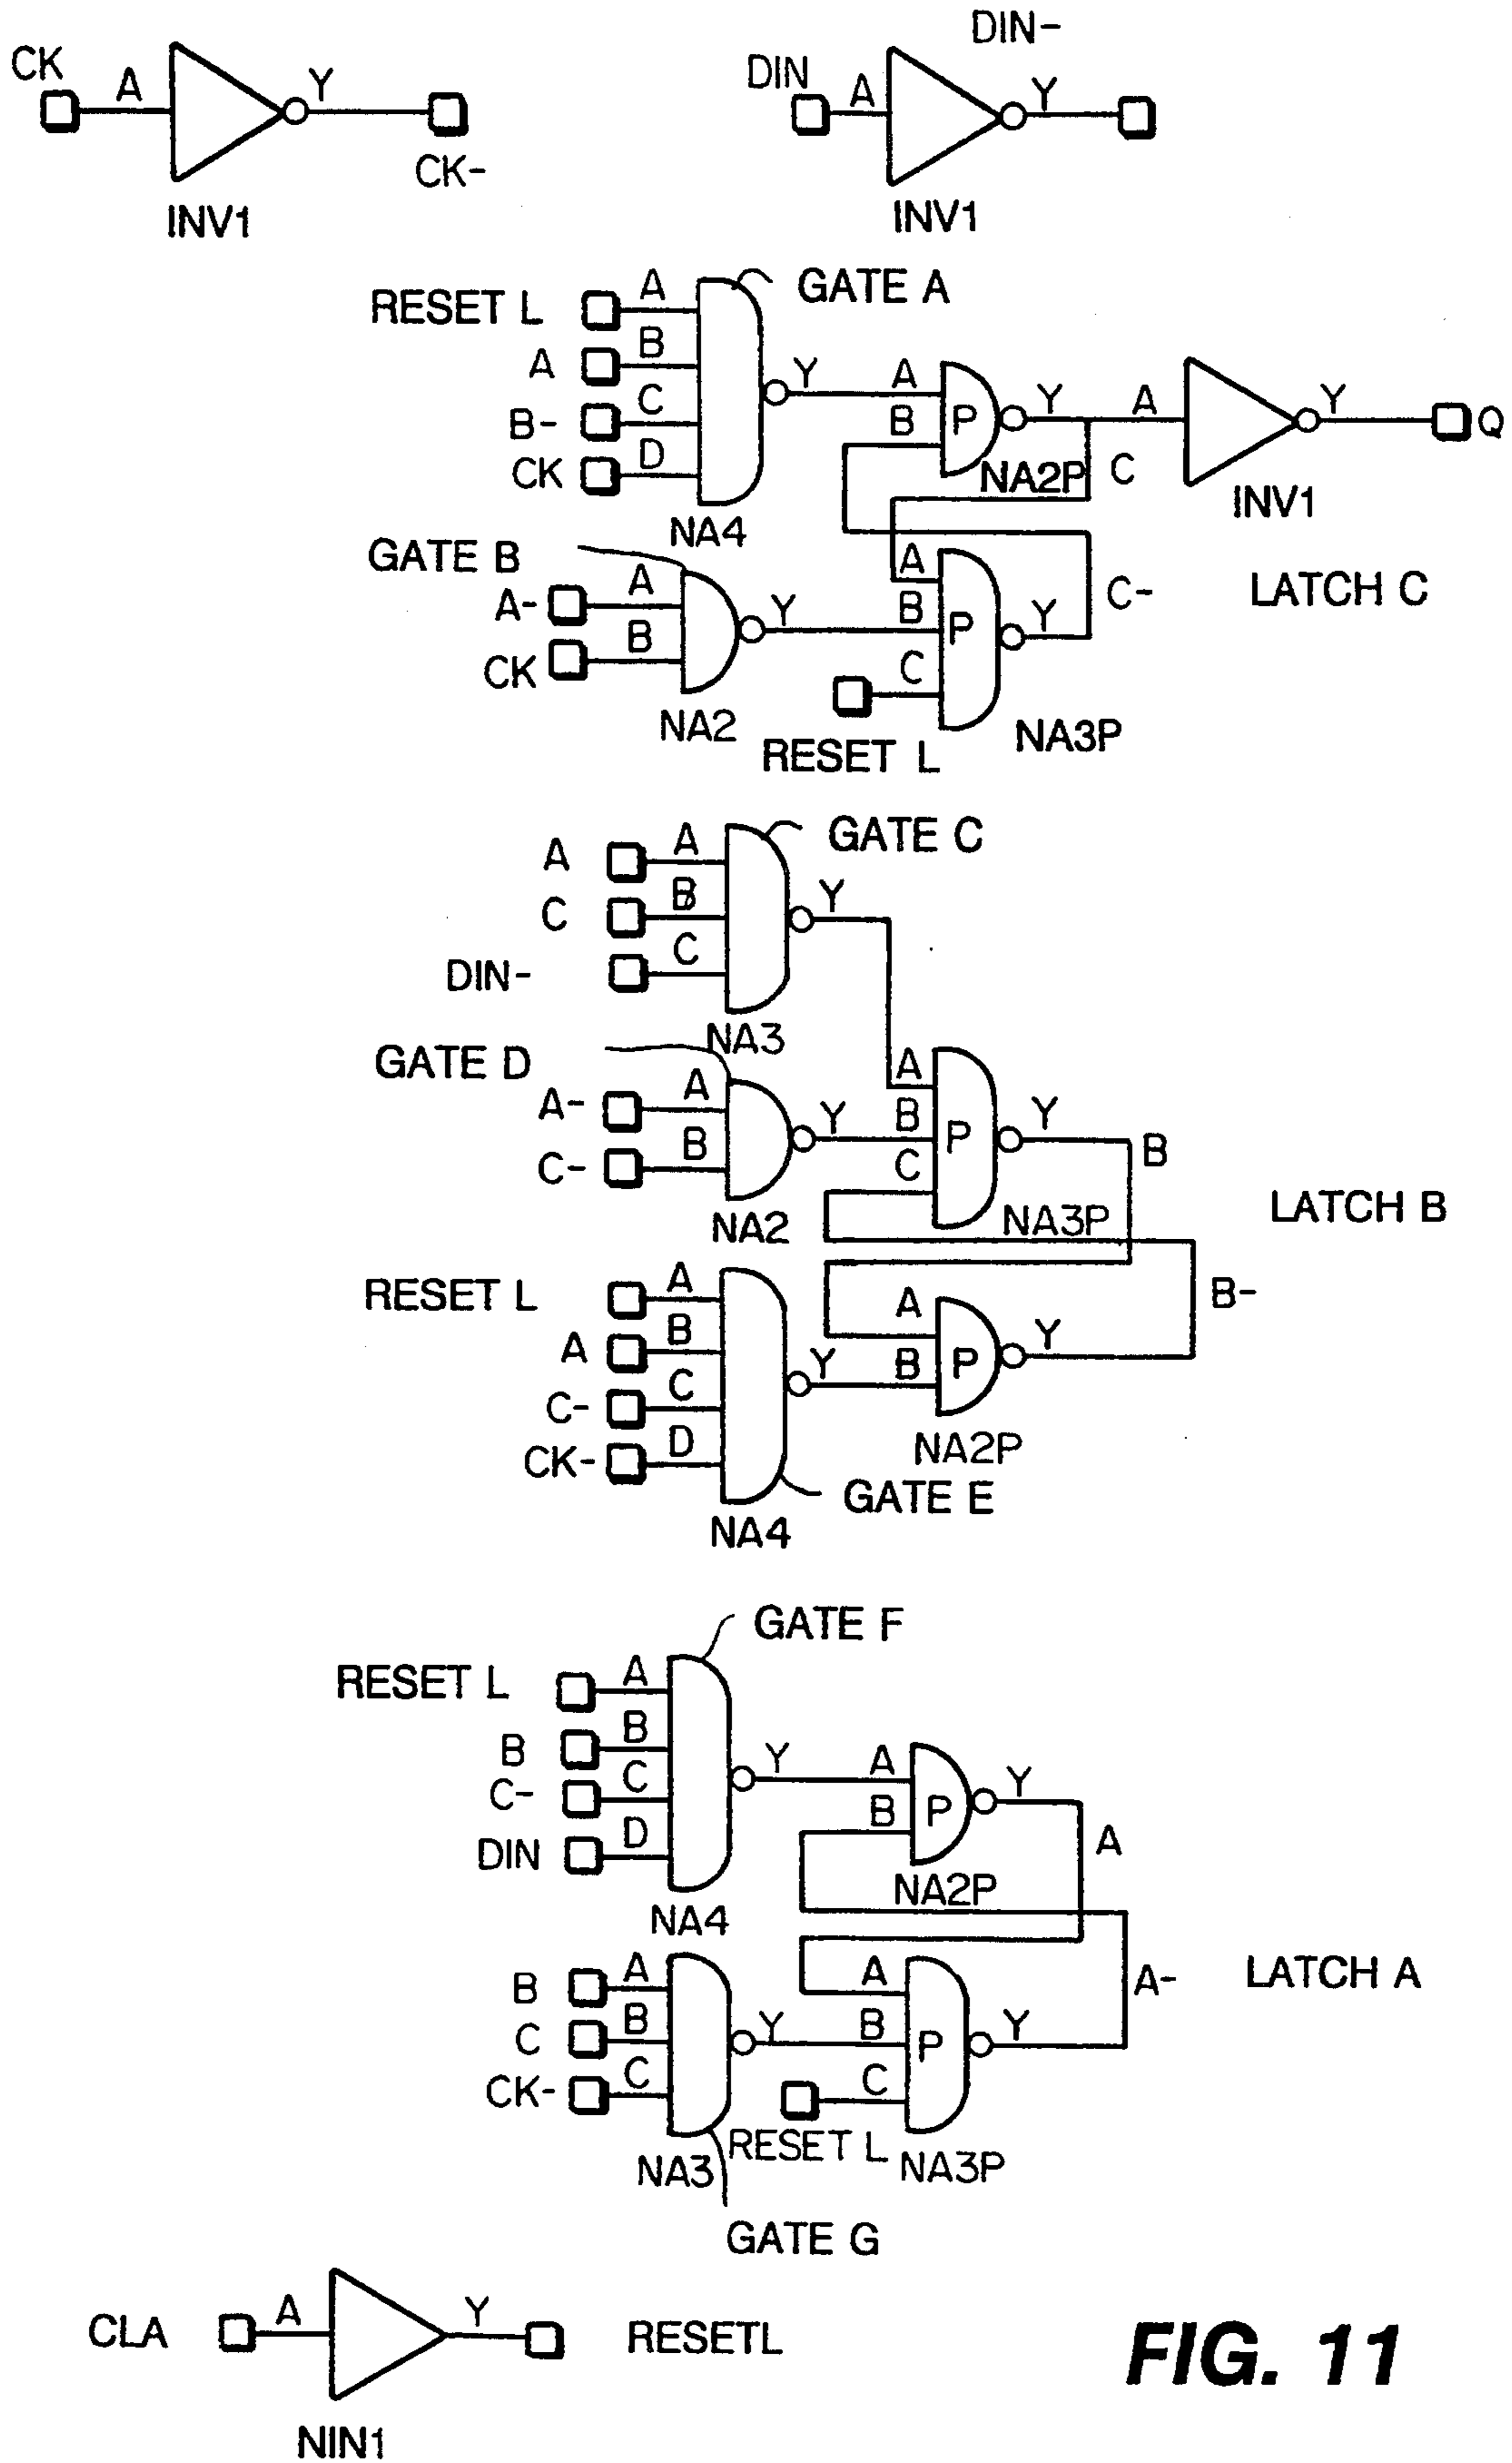 DIN-
CK A Y
DIN A Y
CK-
INV1
INV1
GATE A
RESET L A
A B
B- C
CK D
Y A
B P Y A Y Q
NA2P C
INV1
NA4
GATE B
A- A
CK B
Y
A
B P Y
C
C-
LATCH C
NA2
RESET L
NA3P
GATE C
A A
C B
DIN- C
Y
NA3
GATE D
A- A
C- B
Y
A
B P Y
C
B
NA2
NA3P
LATCH B
RESET L A
A B
C- C
CK- D
Y
A
B P Y
B-
NA2P
GATE E
NA4
GATE F
RESET L A
B B
C- C
DIN D
Y A
B P Y
A
NA2P
NA4
B A
C B
CK- C
Y
A
B P Y
C
A-
LATCH A
RESET L
NA3
NA3P
GATE G
CLA A Y RESETL
NIN1
FIG. 11